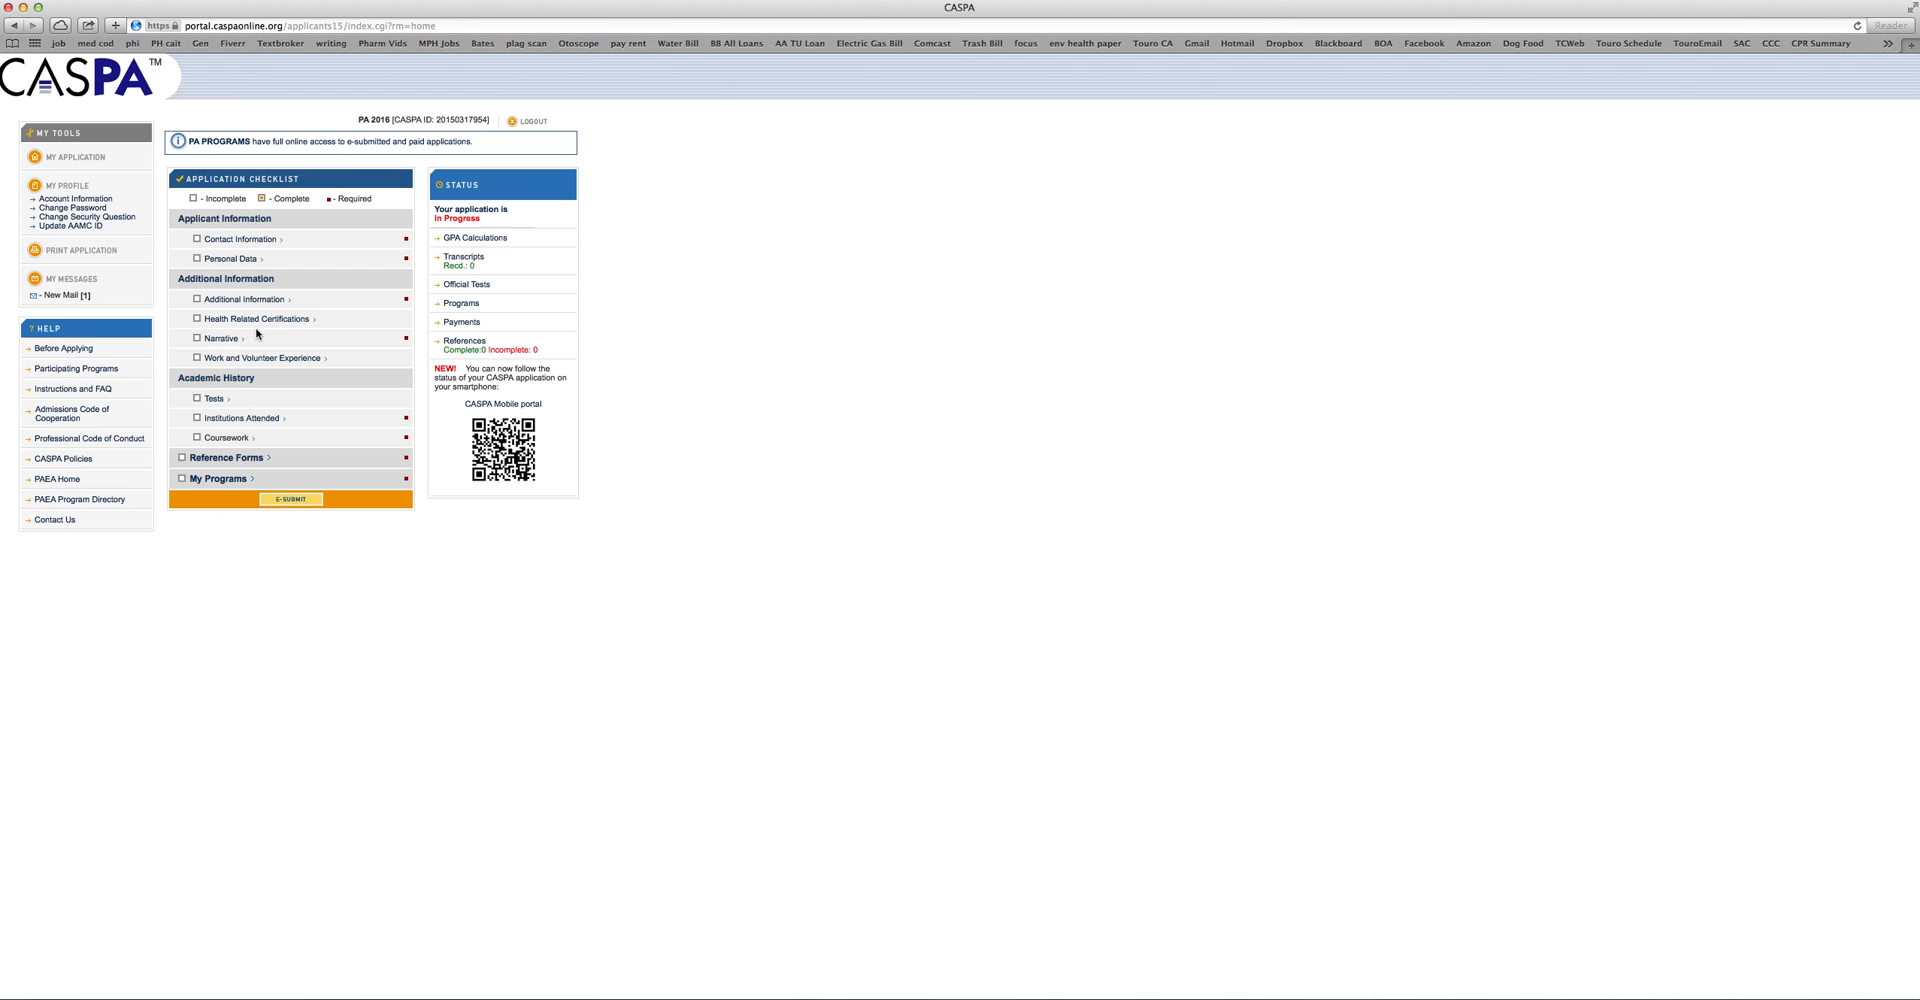 CASPA
https portal.caspaonline.org/applicants15/index.cgi?rm=home
Reader
job med cod phi PH cait Gen Fiverr Textbroker writing Pharm Vids MPH Jobs Bates plag scan Otoscope pay rent Water Bill BB All Loans AA TU Loan Electric Gas Bill Comcast Trash Bill focus env health paper Touro CA Gmail Hotmail Dropbox Blackboard BOA Facebook Amazon Dog Food TCWeb Touro Schedule TouroEmail SAC CCC CPR Summary »
CASPA™
PA 2016 [CASPA ID: 20150317954] LOGOUT
PA PROGRAMS have full online access to e-submitted and paid applications.
MY TOOLS
MY APPLICATION
MY PROFILE
→ Account Information
→ Change Password
→ Change Security Question
→ Update AAMC ID
PRINT APPLICATION
MY MESSAGES
- New Mail [1]
? HELP
→ Before Applying
→ Participating Programs
→ Instructions and FAQ
→ Admissions Code of
Cooperation
→ Professional Code of Conduct
→ CASPA Policies
→ PAEA Home
→ PAEA Program Directory
→ Contact Us
APPLICATION CHECKLIST
- Incomplete - Complete - Required
Applicant Information
Contact Information ›
Personal Data ›
Additional Information
Additional Information ›
Health Related Certifications ›
Narrative ›
Work and Volunteer Experience ›
Academic History
Tests ›
Institutions Attended ›
Coursework ›
Reference Forms ›
My Programs ›
E-SUBMIT
STATUS
Your application is
In Progress
→ GPA Calculations
→ Transcripts
Recd.: 0
→ Official Tests
→ Programs
→ Payments
→ References
Complete:0 Incomplete: 0
NEW! You can now follow the
status of your CASPA application on
your smartphone:
CASPA Mobile portal